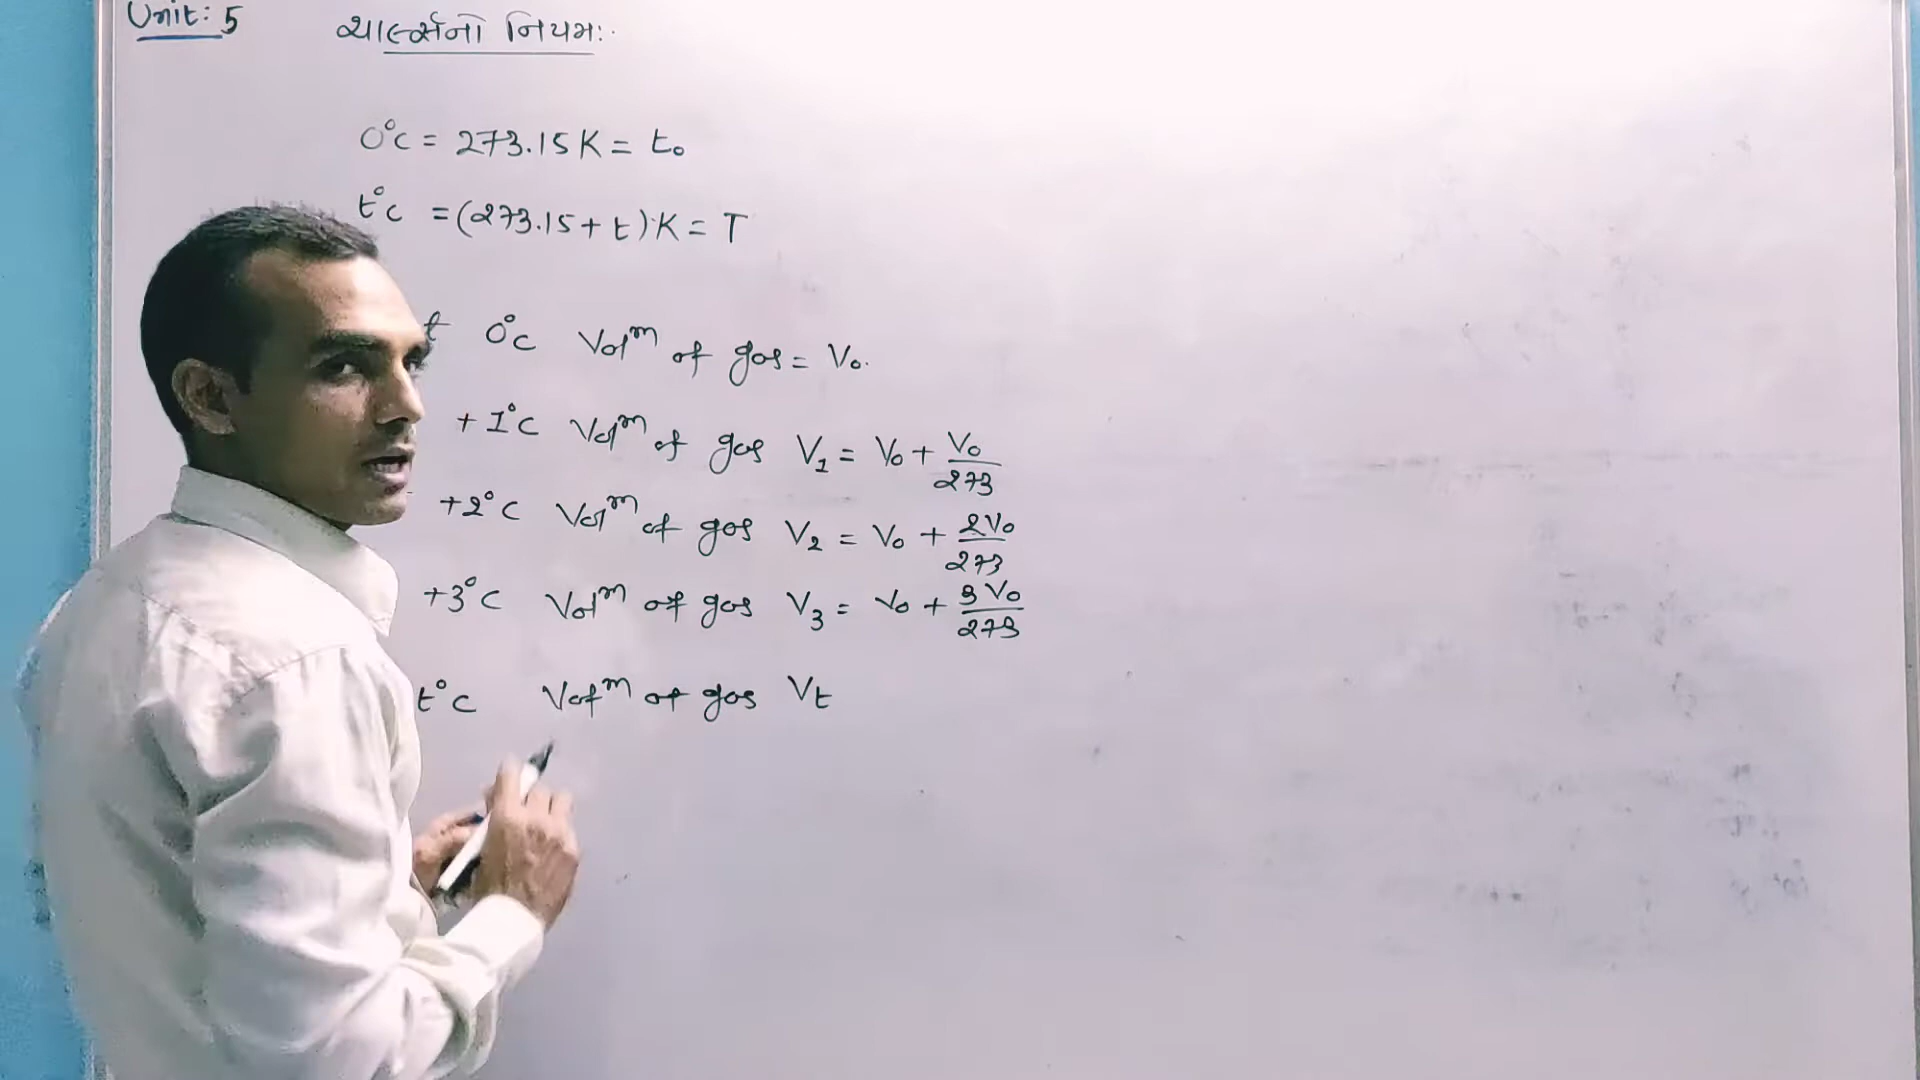 Unit: 5
ચાર્લ્સનો નિયમ:
0°C = 273.15 K = t₀
t°C = (273.15 + t) K = T
0°C Volᵐ of gas = V₀
+1°C Volᵐ of gas V₁ = V₀ + V₀/273
+2°C Volᵐ of gas V₂ = V₀ + 2V₀/273
+3°C Volᵐ of gas V₃ = V₀ + 3V₀/273
t°C Volᵐ of gas Vt